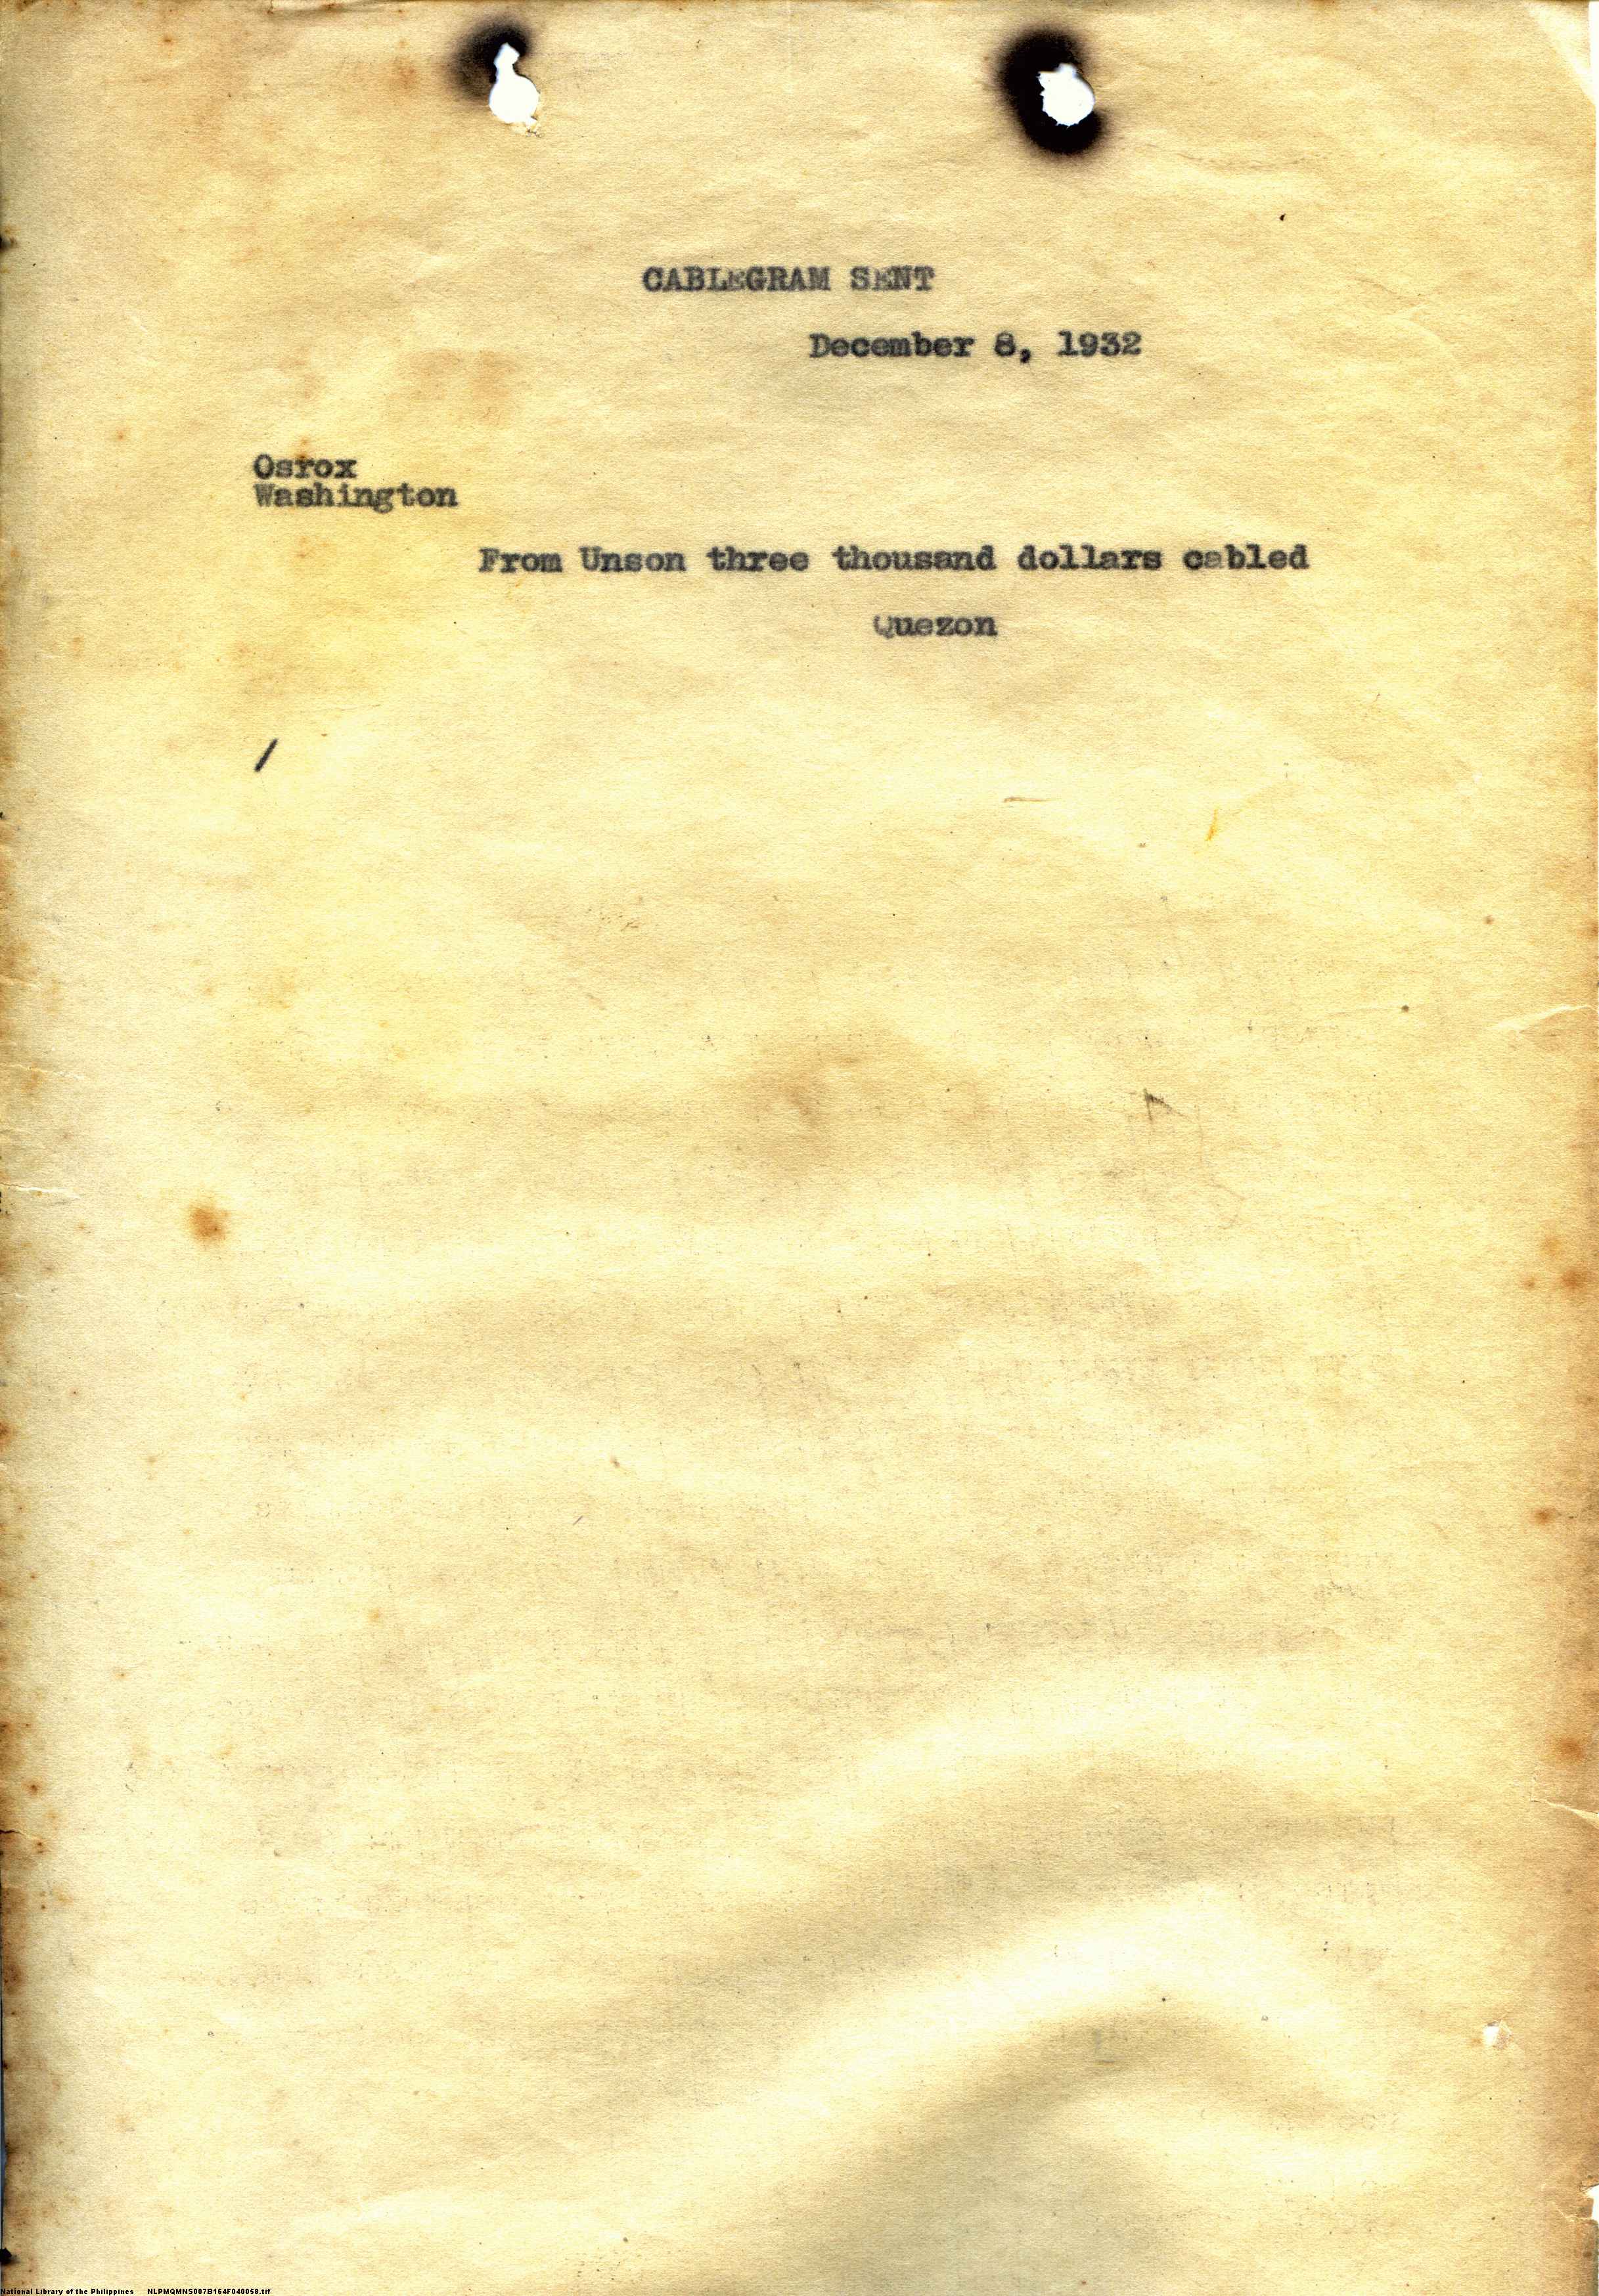 CABLEGRAM SENT
December 8, 1932
Osrox
Washington
From Unson three thousand dollars cabled
Quezon
/
National Library of the Philippines NLPMQMNS007B164F040058.tif